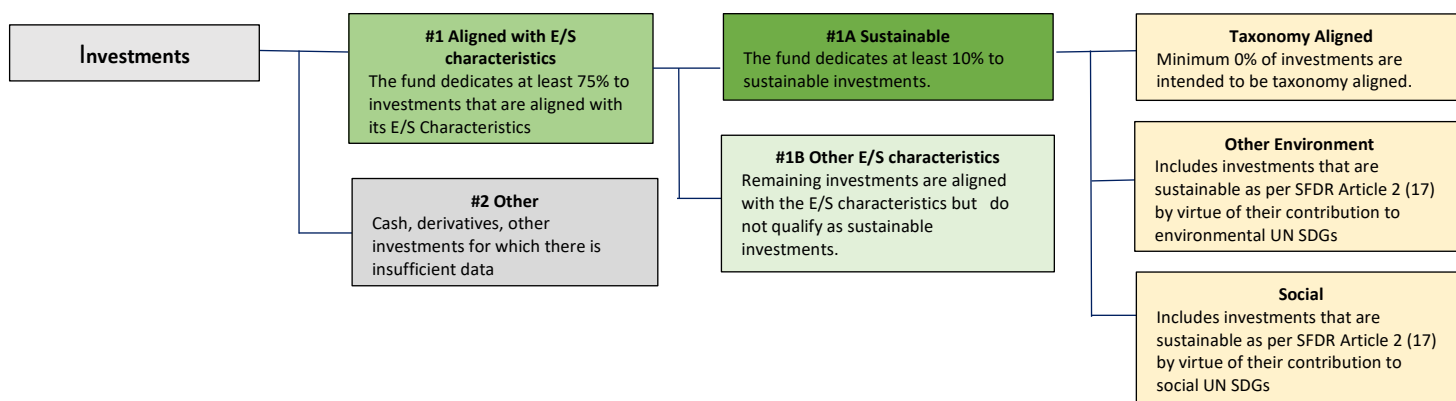 Investments
#1 Aligned with E/S
characteristics
The fund dedicates at least 75% to
investments that are aligned with
its E/S Characteristics
#2 Other
Cash, derivatives, other
investments for which there is
insufficient data
#1A Sustainable
The fund dedicates at least 10% to
sustainable investments.
#1B Other E/S characteristics
Remaining investments are aligned
with the E/S characteristics but do
not qualify as sustainable
investments.
Taxonomy Aligned
Minimum 0% of investments are
intended to be taxonomy aligned.
Other Environment
Includes investments that are
sustainable as per SFDR Article 2 (17)
by virtue of their contribution to
environmental UN SDGs
Social
Includes investments that are
sustainable as per SFDR Article 2 (17)
by virtue of their contribution to
social UN SDGs